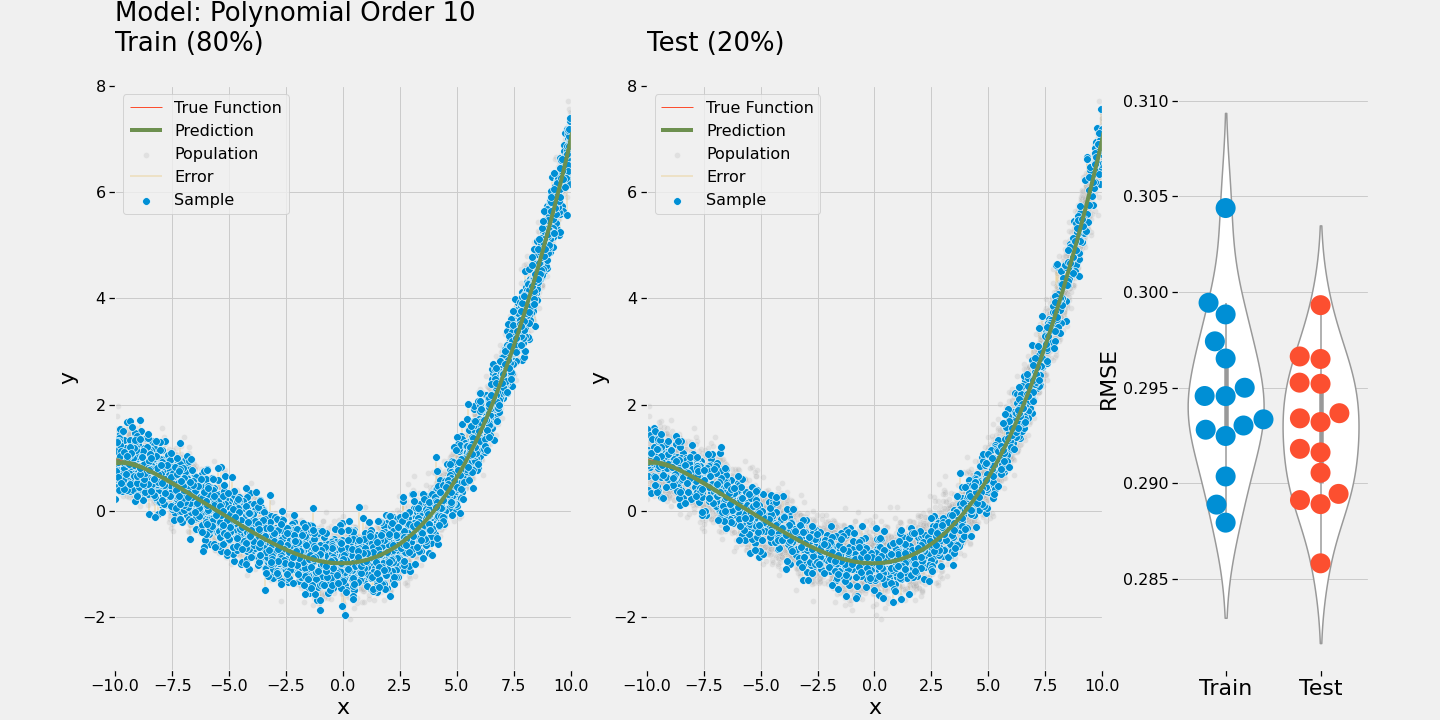 Model: Polynomial Order 10
Train (80%)
Test (20%)
8
6
4
2
0
−2
y
True Function
Prediction
Population
Error
Sample
−10.0 −7.5 −5.0 −2.5 0.0 2.5 5.0 7.5 10.0
x
8
6
4
2
0
−2
y
True Function
Prediction
Population
Error
Sample
−10.0 −7.5 −5.0 −2.5 0.0 2.5 5.0 7.5 10.0
x
0.310
0.305
0.300
0.295
0.290
0.285
RMSE
Train Test